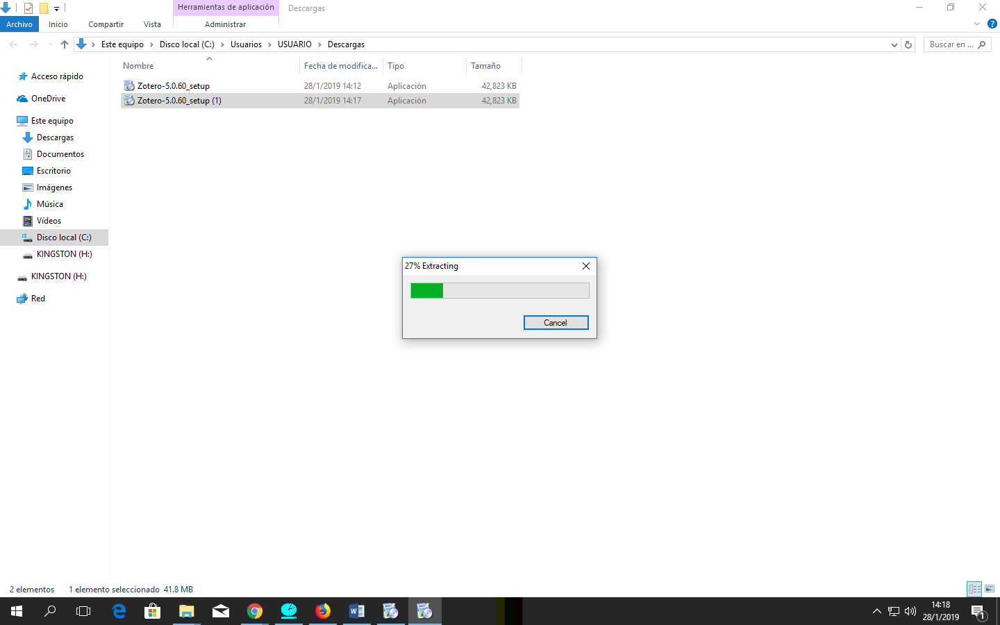 Herramientas de aplicación
Descargas
Archivo
Inicio
Compartir
Vista
Administrar
?
Este equipo
Disco local (C:)
Usuarios
USUARIO
Descargas
Buscar en ...
Nombre
Fecha de modifica...
Tipo
Tamaño
Zotero-5.0.60_setup
28/1/2019 14:12
Aplicación
42,823 KB
Zotero-5.0.60_setup (1)
28/1/2019 14:17
Aplicación
42,823 KB
Acceso rápido
OneDrive
Este equipo
Descargas
Documentos
Escritorio
Imágenes
Música
Vídeos
Disco local (C:)
KINGSTON (H:)
KINGSTON (H:)
Red
27% Extracting
Cancel
2 elementos
1 elemento seleccionado 41.8 MB
14:18
28/1/2019
1